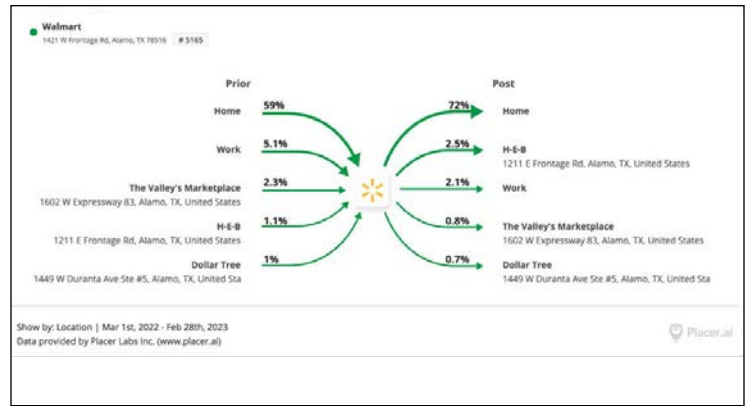 Walmart
1421 W Frontage Rd, Alamo, TX 78516 # 5165
Prior
Post
Home 59%
72% Home
Work 5.1%
2.5% H-E-B
1211 E Frontage Rd, Alamo, TX, United States
The Valley's Marketplace 2.3%
1602 W Expressway 83, Alamo, TX, United States
2.1% Work
H-E-B 1.1%
1211 E Frontage Rd, Alamo, TX, United States
0.8% The Valley's Marketplace
1602 W Expressway 83, Alamo, TX, United States
Dollar Tree 1%
1449 W Duranta Ave Ste #5, Alamo, TX, United Sta
0.7% Dollar Tree
1449 W Duranta Ave Ste #5, Alamo, TX, United Sta
Show by: Location | Mar 1st, 2022 - Feb 28th, 2023
Data provided by Placer Labs Inc. (www.placer.ai)
Placer.ai